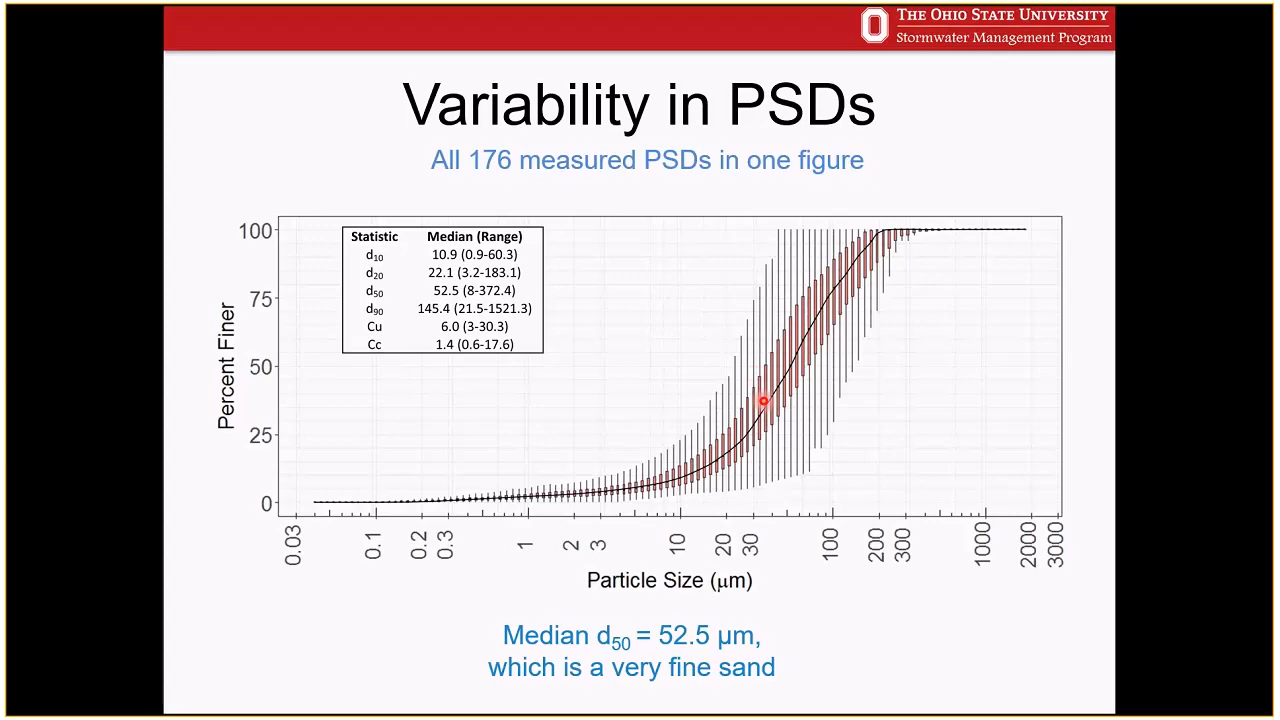 THE OHIO STATE UNIVERSITY
Stormwater Management Program
Variability in PSDs
All 176 measured PSDs in one figure
Statistic Median (Range)
d10 10.9 (0.9-60.3)
d20 22.1 (3.2-183.1)
d50 52.5 (8-372.4)
d90 145.4 (21.5-1521.3)
Cu 6.0 (3-30.3)
Cc 1.4 (0.6-17.6)
Percent Finer
100
75
50
25
0
0.03 0.1 0.2 0.3 1 2 3 10 20 30 100 200 300 1000 2000 3000
Particle Size (μm)
Median d50 = 52.5 μm,
which is a very fine sand